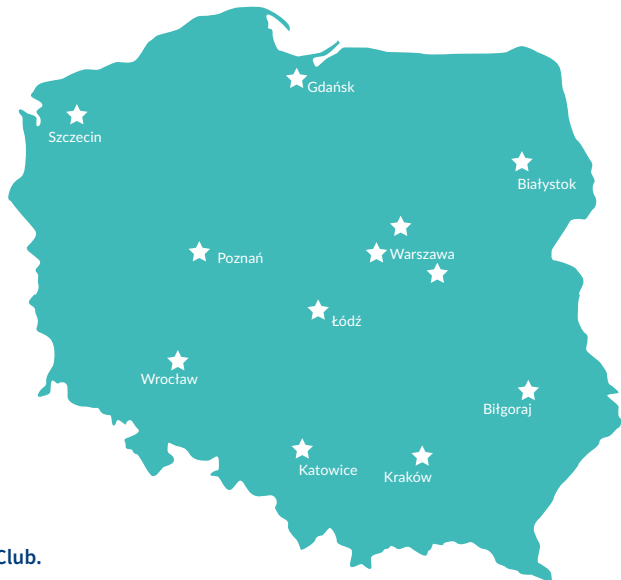 Gdańsk
Szczecin
Białystok
Warszawa
Poznań
Łódź
Wrocław
Biłgoraj
Katowice
Kraków
Club.